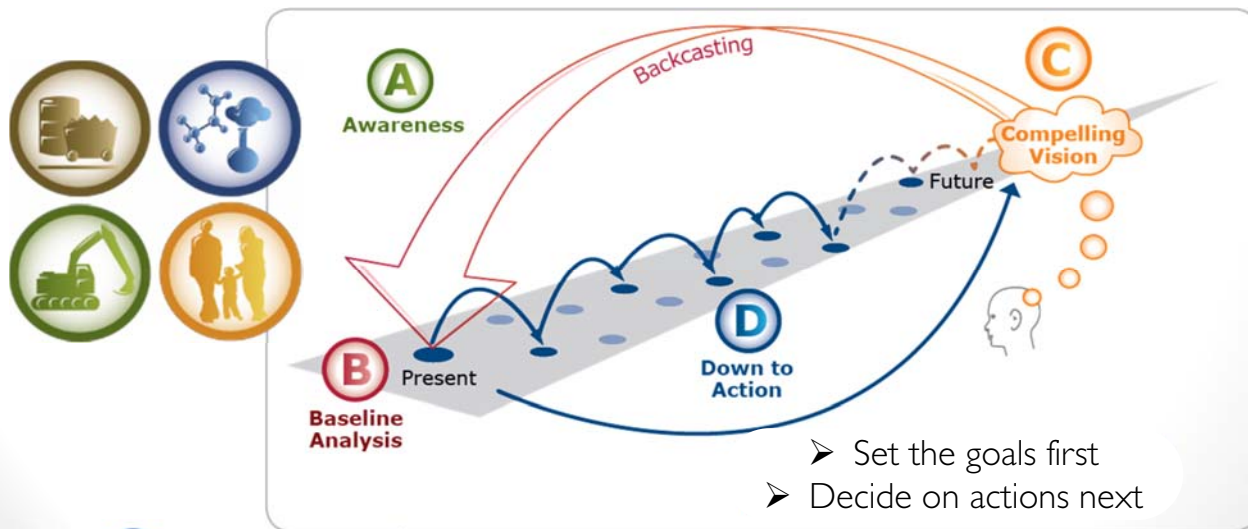 A
Awareness
Backcasting
C
Compelling
Vision
Future
B
Present
Baseline
Analysis
D
Down to
Action
➤ Set the goals first
➤ Decide on actions next